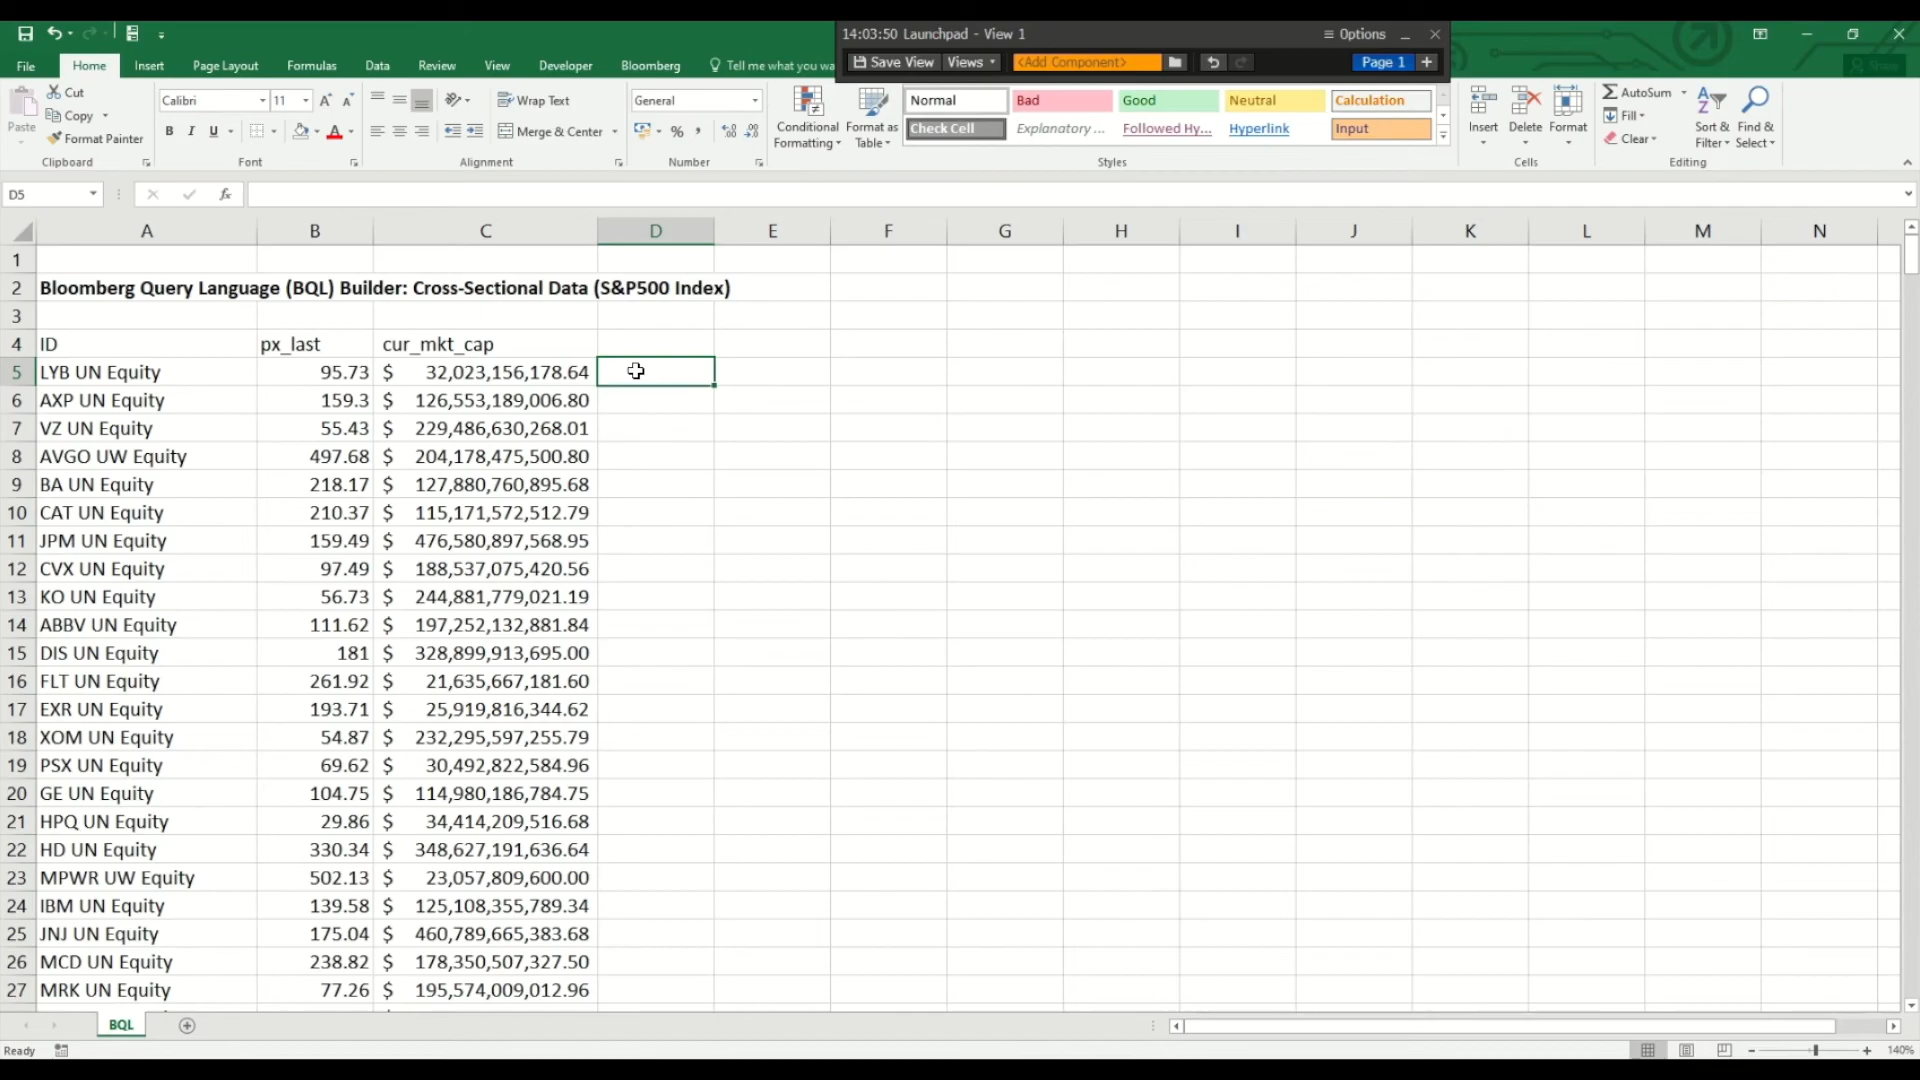 14:03:50 Launchpad - View 1
Options
File Home Insert Page Layout Formulas Data Review View Developer Bloomberg Tell me what you wa
Save View Views <Add Component> Page 1 +
Share
Paste
Cut
Copy
Format Painter
Clipboard
Calibri 11
B I U
Font
Wrap Text
Merge & Center
Alignment
General
%
Number
Conditional Formatting
Format as Table
Normal Bad Good Neutral Calculation
Check Cell Explanatory ... Followed Hy... Hyperlink Input
Styles
Insert Delete Format
Cells
AutoSum
Fill
Clear
Sort & Filter
Find & Select
Editing
D5 fx
A B C D E F G H I J K L M N
1
2 Bloomberg Query Language (BQL) Builder: Cross-Sectional Data (S&P500 Index)
3
4 ID px_last cur_mkt_cap
5 LYB UN Equity 95.73 $ 32,023,156,178.64
6 AXP UN Equity 159.3 $ 126,553,189,006.80
7 VZ UN Equity 55.43 $ 229,486,630,268.01
8 AVGO UW Equity 497.68 $ 204,178,475,500.80
9 BA UN Equity 218.17 $ 127,880,760,895.68
10 CAT UN Equity 210.37 $ 115,171,572,512.79
11 JPM UN Equity 159.49 $ 476,580,897,568.95
12 CVX UN Equity 97.49 $ 188,537,075,420.56
13 KO UN Equity 56.73 $ 244,881,779,021.19
14 ABBV UN Equity 111.62 $ 197,252,132,881.84
15 DIS UN Equity 181 $ 328,899,913,695.00
16 FLT UN Equity 261.92 $ 21,635,667,181.60
17 EXR UN Equity 193.71 $ 25,919,816,344.62
18 XOM UN Equity 54.87 $ 232,295,597,255.79
19 PSX UN Equity 69.62 $ 30,492,822,584.96
20 GE UN Equity 104.75 $ 114,980,186,784.75
21 HPQ UN Equity 29.86 $ 34,414,209,516.68
22 HD UN Equity 330.34 $ 348,627,191,636.64
23 MPWR UW Equity 502.13 $ 23,057,809,600.00
24 IBM UN Equity 139.58 $ 125,108,355,789.34
25 JNJ UN Equity 175.04 $ 460,789,665,383.68
26 MCD UN Equity 238.82 $ 178,350,507,327.50
27 MRK UN Equity 77.26 $ 195,574,009,012.96
BQL
Ready
140%